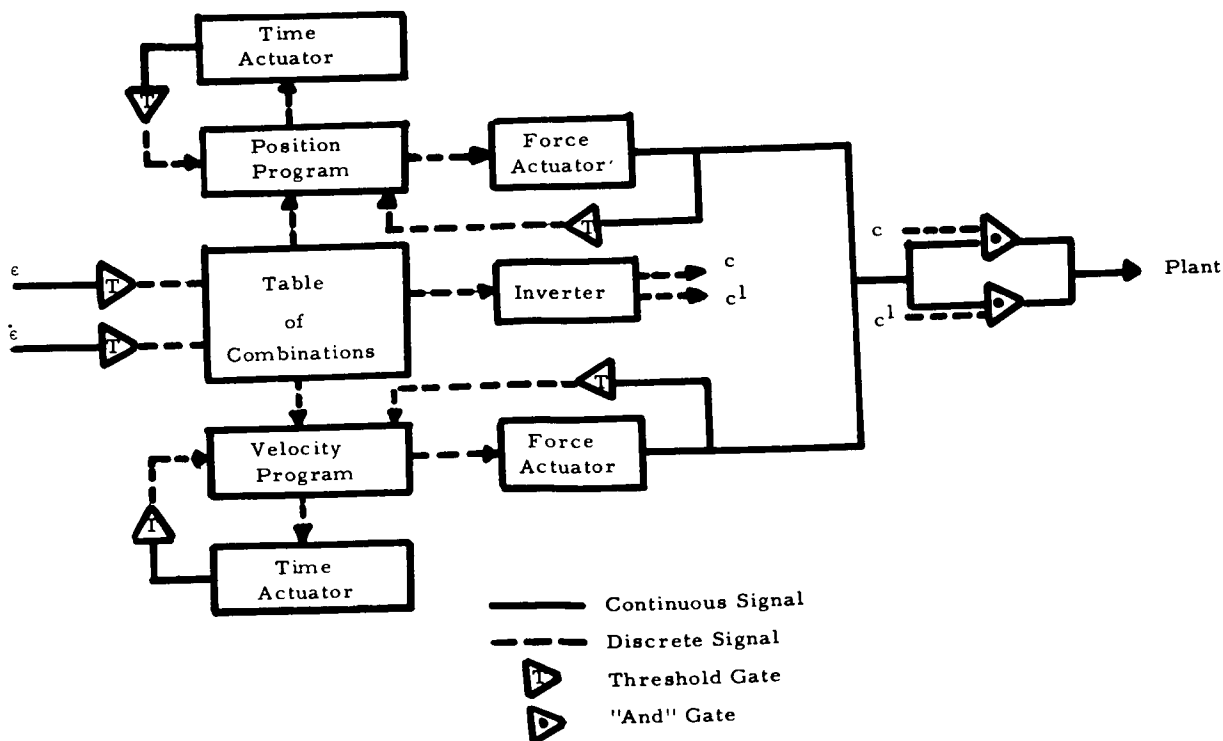 Time
Actuator
T
Position
Program
Force
Actuator
T
c
ε
T
Table
of
Combinations
Inverter
c
c1
Plant
ε̇
T
c1
T
Velocity
Program
Force
Actuator
T
Time
Actuator
Continuous Signal
Discrete Signal
T
Threshold Gate
"And" Gate